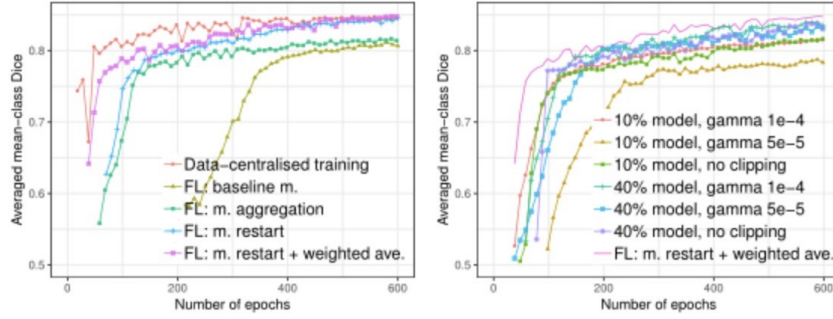 Averaged mean-class Dice
0.8
0.7
0.6
0.5
Data-centralised training
FL: baseline m.
FL: m. aggregation
FL: m. restart
FL: m. restart + weighted ave.
0
200
400
600
Number of epochs
Averaged mean-class Dice
0.8
0.7
0.6
0.5
10% model, gamma 1e-4
10% model, gamma 5e-5
10% model, no clipping
40% model, gamma 1e-4
40% model, gamma 5e-5
40% model, no clipping
FL: m. restart + weighted ave.
0
200
400
600
Number of epochs